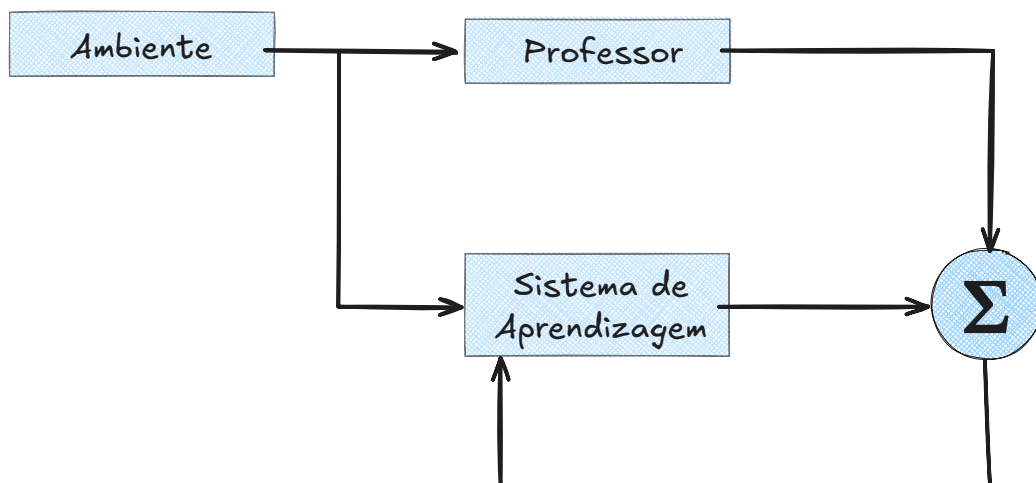 Ambiente
Professor
Sistema de
Aprendizagem
Σ